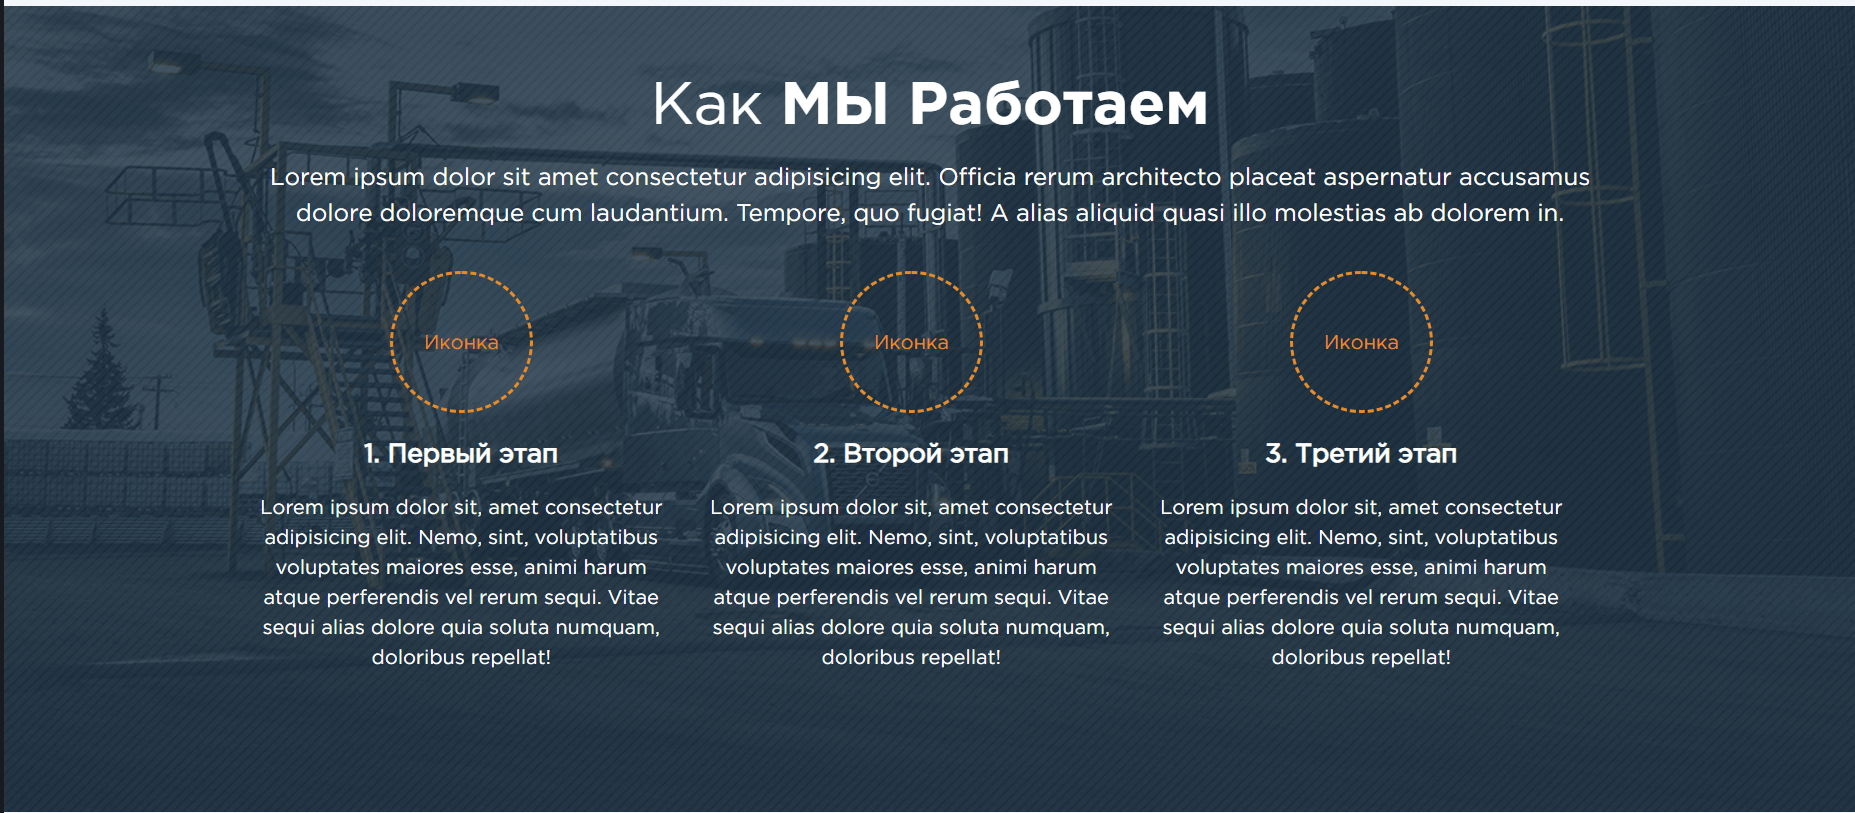 Как МЫ Работаем
Lorem ipsum dolor sit amet consectetur adipisicing elit. Officia rerum architecto placeat aspernatur accusamus
dolore doloremque cum laudantium. Tempore, quo fugiat! A alias aliquid quasi illo molestias ab dolorem in.
Иконка
1. Первый этап
Lorem ipsum dolor sit, amet consectetur
adipisicing elit. Nemo, sint, voluptatibus
voluptates maiores esse, animi harum
atque perferendis vel rerum sequi. Vitae
sequi alias dolore quia soluta numquam,
doloribus repellat!
Иконка
2. Второй этап
Lorem ipsum dolor sit, amet consectetur
adipisicing elit. Nemo, sint, voluptatibus
voluptates maiores esse, animi harum
atque perferendis vel rerum sequi. Vitae
sequi alias dolore quia soluta numquam,
doloribus repellat!
Иконка
3. Третий этап
Lorem ipsum dolor sit, amet consectetur
adipisicing elit. Nemo, sint, voluptatibus
voluptates maiores esse, animi harum
atque perferendis vel rerum sequi. Vitae
sequi alias dolore quia soluta numquam,
doloribus repellat!